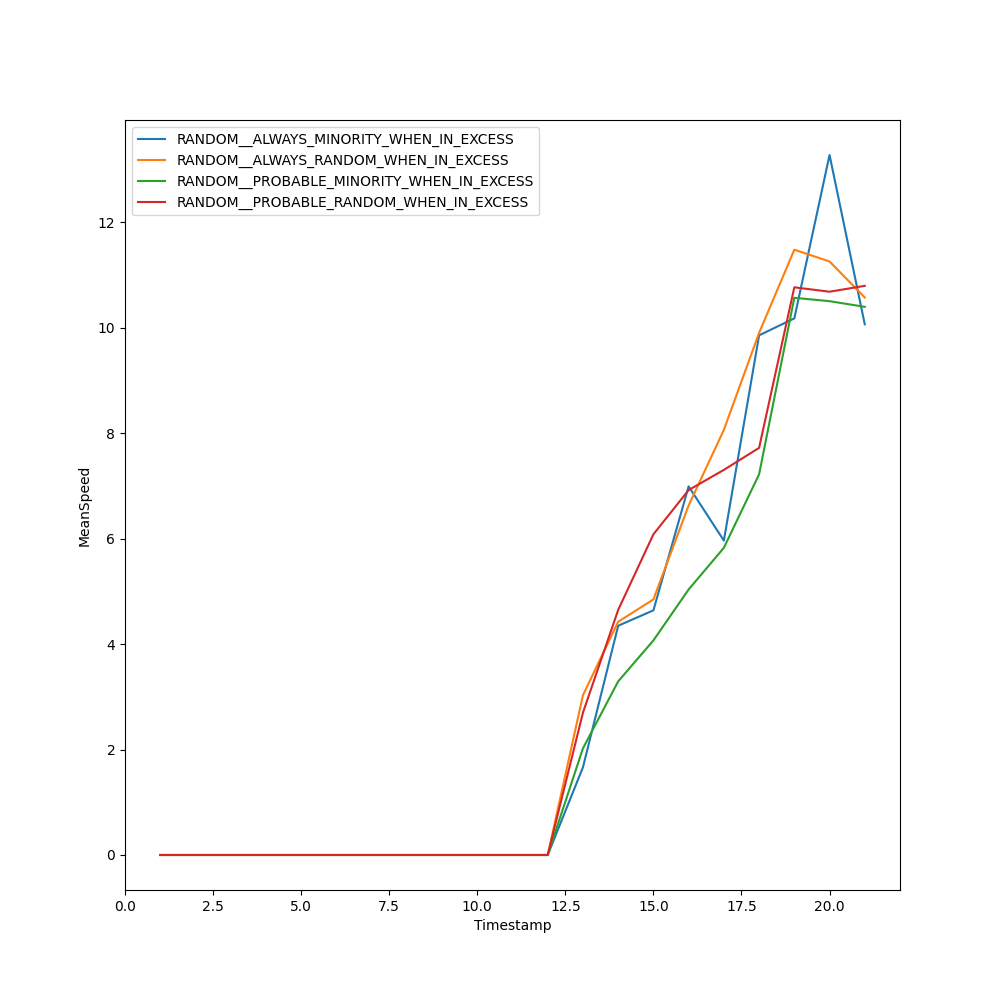 RANDOM__ALWAYS_MINORITY_WHEN_IN_EXCESS
RANDOM__ALWAYS_RANDOM_WHEN_IN_EXCESS
RANDOM__PROBABLE_MINORITY_WHEN_IN_EXCESS
RANDOM__PROBABLE_RANDOM_WHEN_IN_EXCESS
12
10
8
6
4
2
0
MeanSpeed
0.0 2.5 5.0 7.5 10.0 12.5 15.0 17.5 20.0
Timestamp